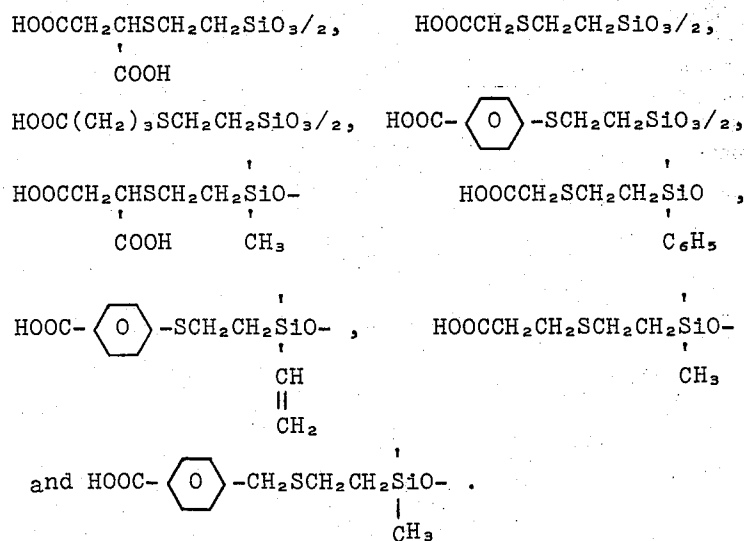 HOOCCH₂CHSCH₂CH₂SiO₃/₂, HOOCCH₂SCH₂CH₂SiO₃/₂,
COOH
HOOC(CH₂)₃SCH₂CH₂SiO₃/₂, HOOC- O -SCH₂CH₂SiO₃/₂,
HOOCCH₂CHSCH₂CH₂SiO- HOOCCH₂SCH₂CH₂SiO ,
COOH CH₃ C₆H₅
HOOC- O -SCH₂CH₂SiO- , HOOCCH₂CH₂SCH₂CH₂SiO-
CH CH₃
||
CH₂
and HOOC- O -CH₂SCH₂CH₂SiO- .
CH₃